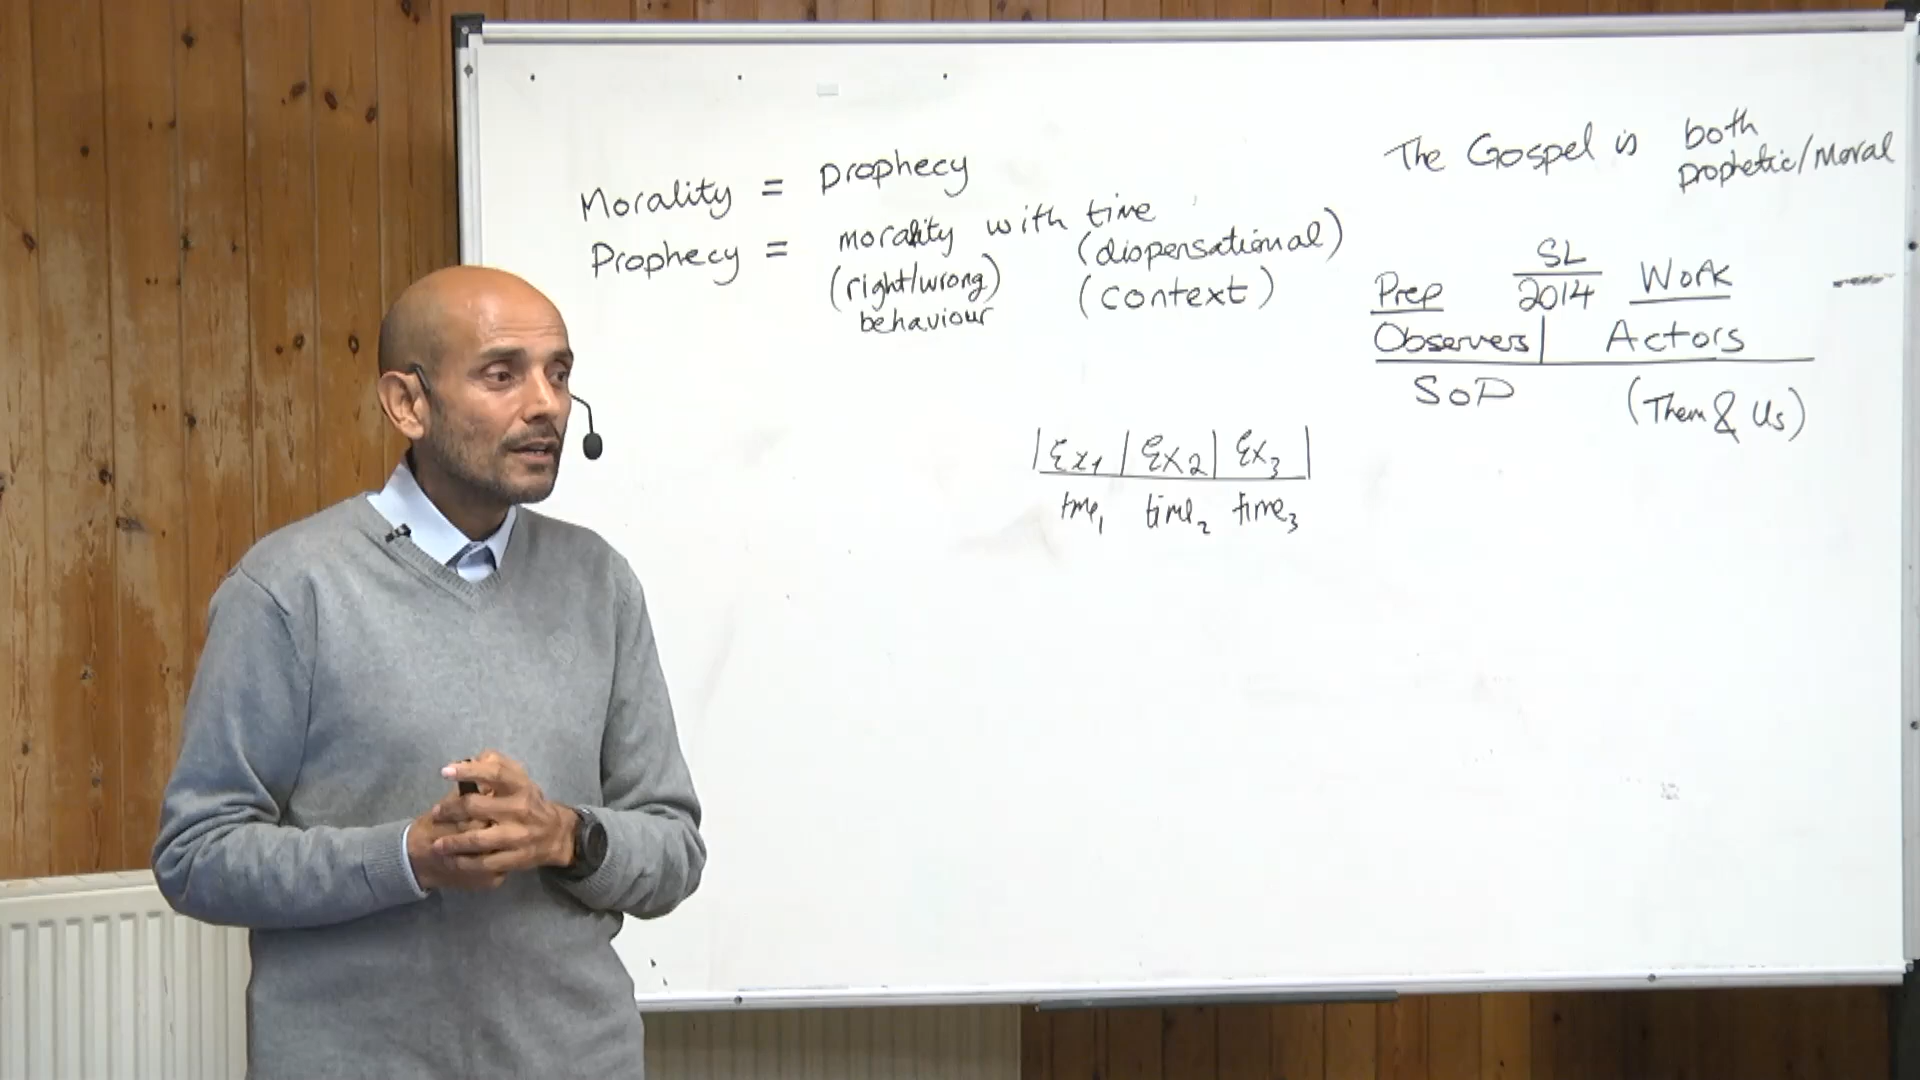 Morality = prophecy
Prophecy = morality with time
(right/wrong) (dispensational)
behaviour (context)
The Gospel is both
prophetic/Moral
SL
Prep 2014 Work
Observers | Actors
SoP (Them & Us)
|Ex1 | Ex2 | Ex3 |
time1 time2 time3